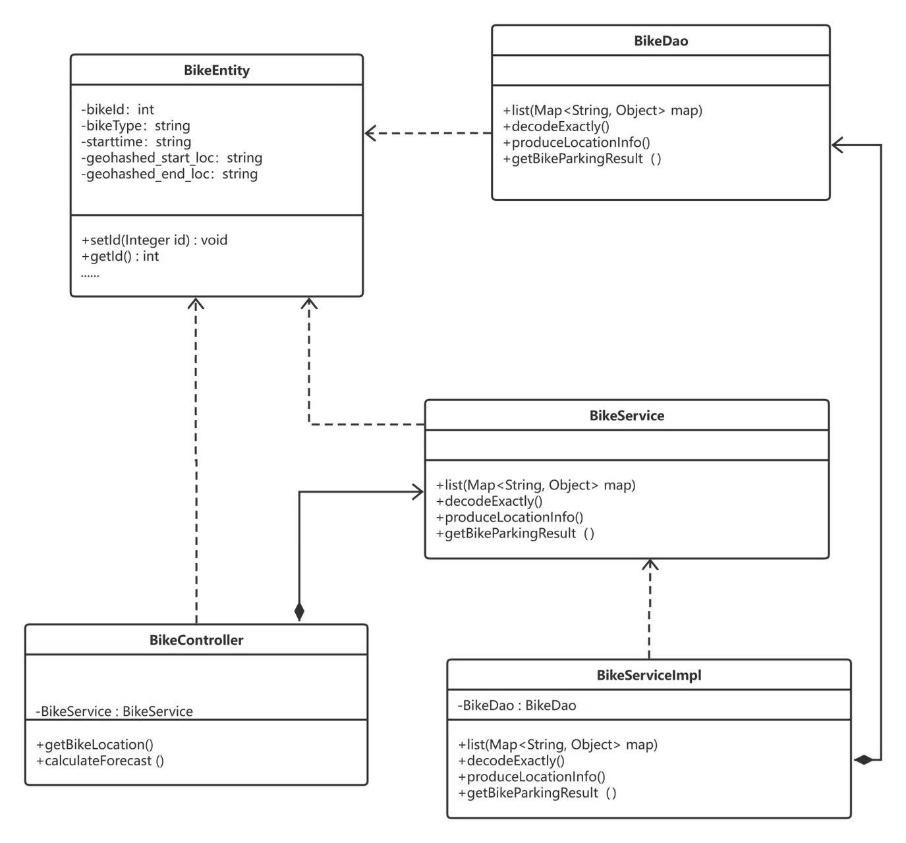 BikeEntity
-bikeId：int
-bikeType：string
-starttime：string
-geohashed_start_loc：string
-geohashed_end_loc：string
+setId(Integer id) : void
+getId() : int
......
BikeDao
+list(Map<String, Object> map)
+decodeExactly()
+produceLocationInfo()
+getBikeParkingResult（）
BikeService
+list(Map<String, Object> map)
+decodeExactly()
+produceLocationInfo()
+getBikeParkingResult（）
BikeController
-BikeService : BikeService
+getBikeLocation()
+calculateForecast ()
BikeServiceImpl
-BikeDao : BikeDao
+list(Map<String, Object> map)
+decodeExactly()
+produceLocationInfo()
+getBikeParkingResult（）